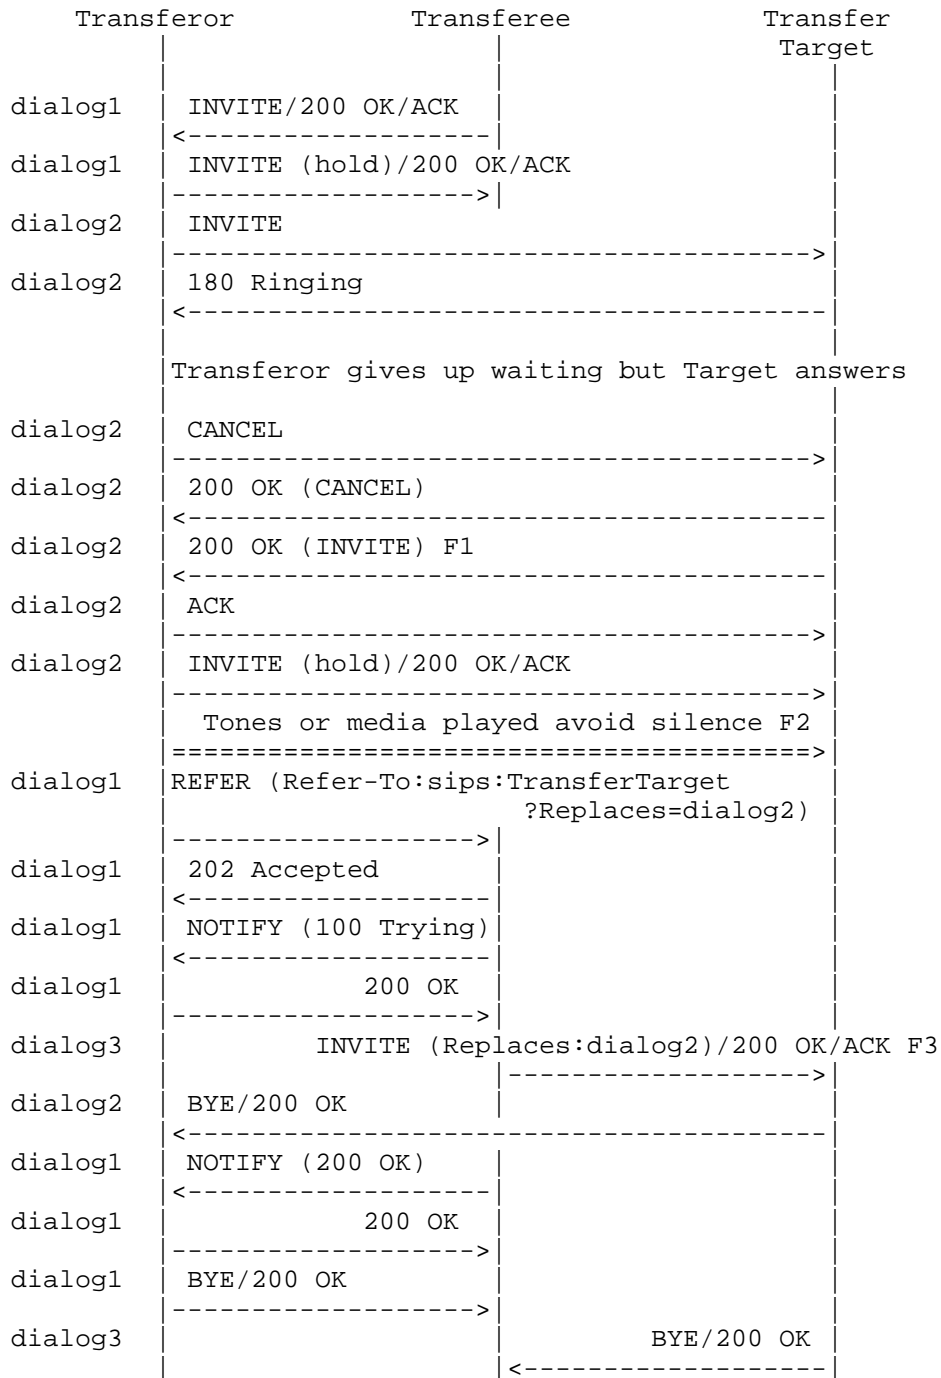 Transferor           Transferee            Transfer
Target
dialog1   INVITE/200 OK/ACK
<-------------------
dialog1   INVITE (hold)/200 OK/ACK
------------------->
dialog2   INVITE
---------------------------------------->
dialog2   180 Ringing
<----------------------------------------
Transferor gives up waiting but Target answers
dialog2   CANCEL
---------------------------------------->
dialog2   200 OK (CANCEL)
<----------------------------------------
dialog2   200 OK (INVITE) F1
<----------------------------------------
dialog2   ACK
---------------------------------------->
dialog2   INVITE (hold)/200 OK/ACK
---------------------------------------->
Tones or media played avoid silence F2
========================================>
dialog1   REFER (Refer-To:sips:TransferTarget
?Replaces=dialog2)
------------------->
dialog1   202 Accepted
<-------------------
dialog1   NOTIFY (100 Trying)
<-------------------
dialog1   200 OK
------------------->
dialog3   INVITE (Replaces:dialog2)/200 OK/ACK F3
------------------->
dialog2   BYE/200 OK
<----------------------------------------
dialog1   NOTIFY (200 OK)
<-------------------
dialog1   200 OK
------------------->
dialog1   BYE/200 OK
------------------->
dialog3   BYE/200 OK
<-------------------